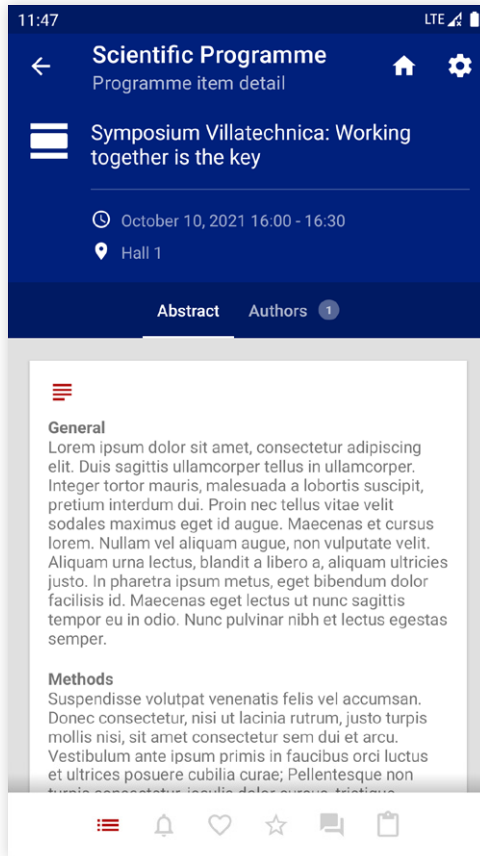 11:47
LTE
Scientific Programme
Programme item detail
Symposium Villatechnica: Working
together is the key
October 10, 2021 16:00 - 16:30
Hall 1
Abstract
Authors 1
General
Lorem ipsum dolor sit amet, consectetur adipiscing
elit. Duis sagittis ullamcorper tellus in ullamcorper.
Integer tortor mauris, malesuada a lobortis suscipit,
pretium interdum dui. Proin nec tellus vitae velit
sodales maximus eget id augue. Maecenas et cursus
lorem. Nullam vel aliquam augue, non vulputate velit.
Aliquam urna lectus, blandit a libero a, aliquam ultricies
justo. In pharetra ipsum metus, eget bibendum dolor
facilisis id. Maecenas eget lectus ut nunc sagittis
tempor eu in odio. Nunc pulvinar nibh et lectus egestas
semper.
Methods
Suspendisse volutpat venenatis felis vel accumsan.
Donec consectetur, nisi ut lacinia rutrum, justo turpis
mollis nisi, sit amet consectetur sem dui et arcu.
Vestibulum ante ipsum primis in faucibus orci luctus
et ultrices posuere cubilia curae; Pellentesque non